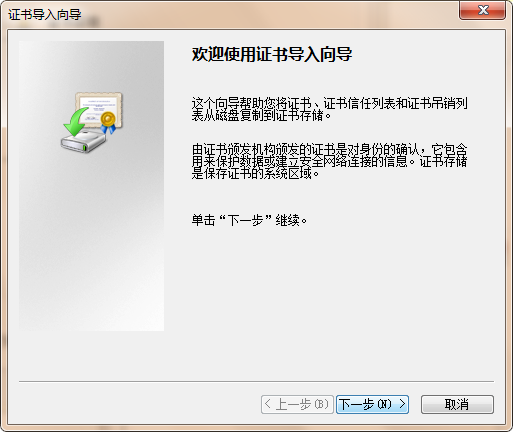 证书导入向导
欢迎使用证书导入向导
这个向导帮助您将证书、证书信任列表和证书吊销列
表从磁盘复制到证书存储。
由证书颁发机构颁发的证书是对身份的确认，它包含
用来保护数据或建立安全网络连接的信息。证书存储
是保存证书的系统区域。
单击“下一步”继续。
< 上一步(B)
下一步(N) >
取消